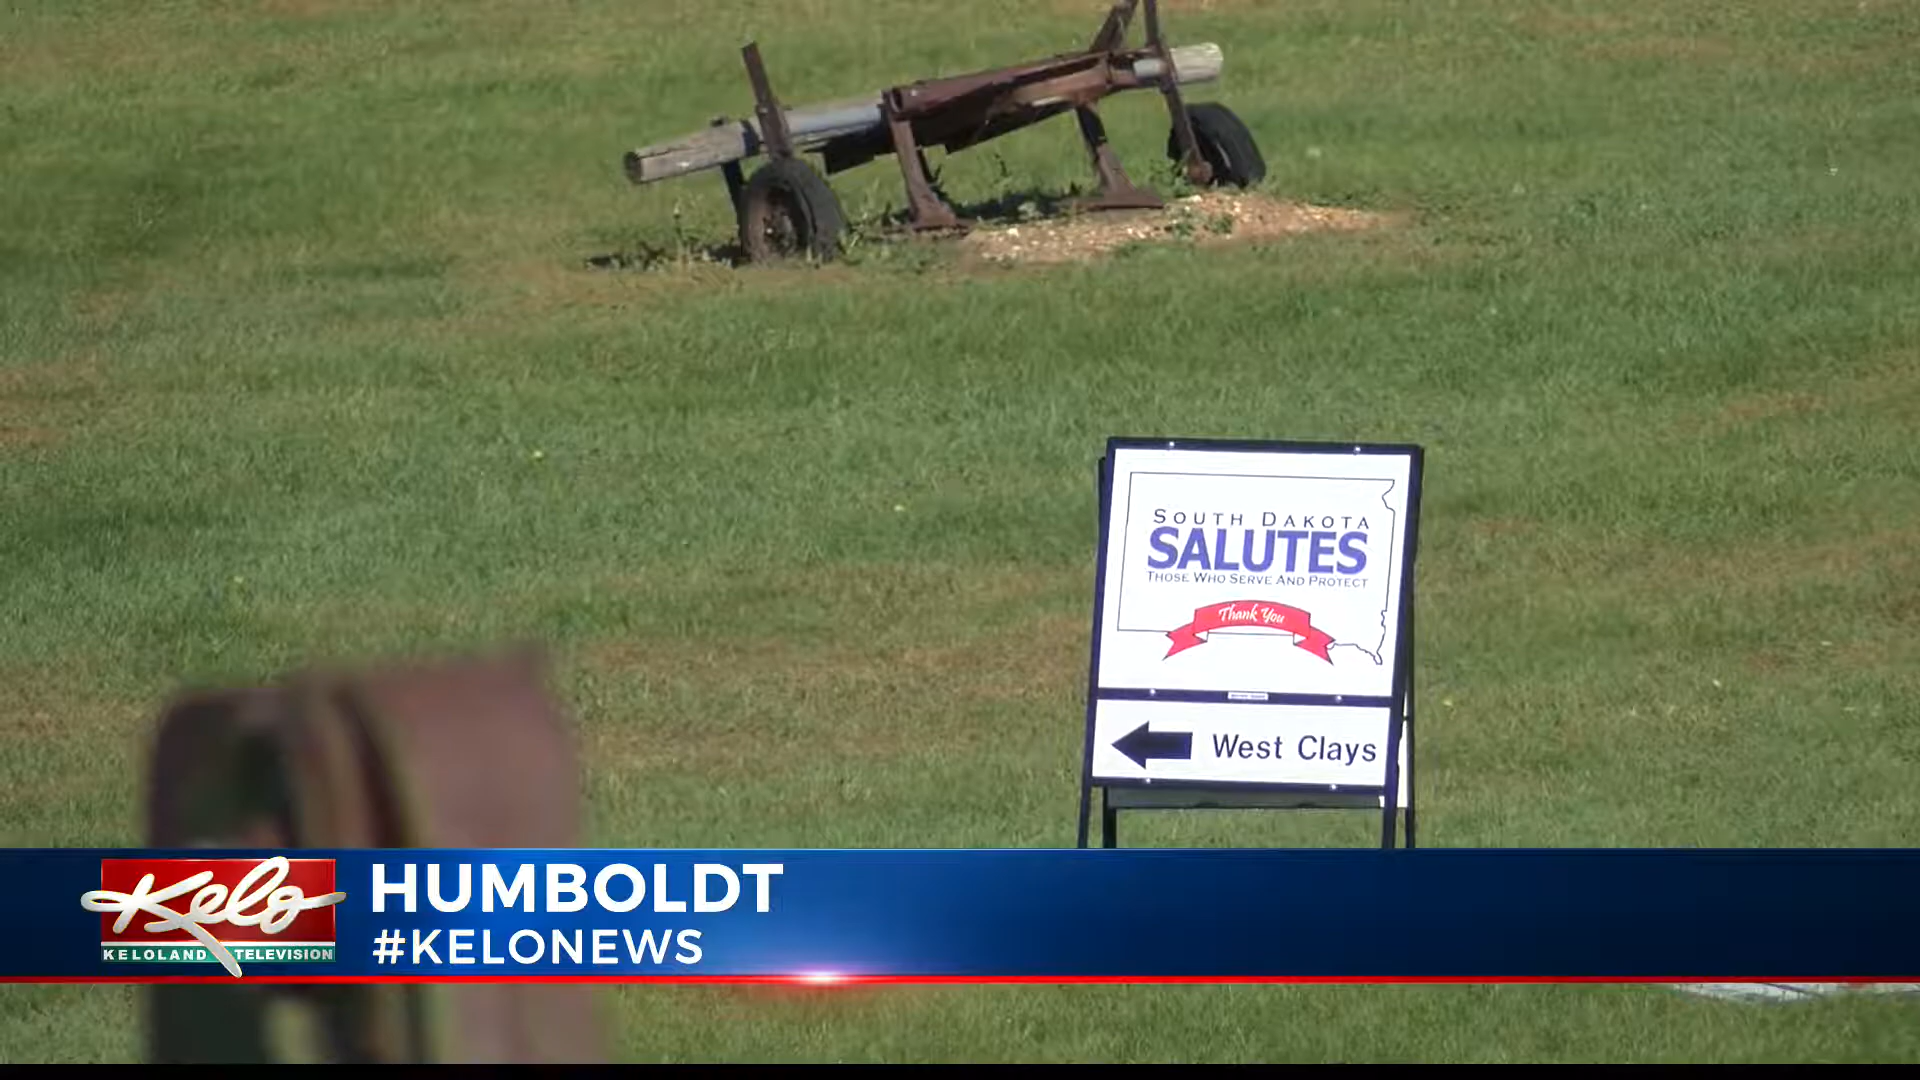 SOUTH DAKOTA
SALUTES
THOSE WHO SERVE AND PROTECT
Thank You
West Clays
Kelo
KELOLAND TELEVISION
HUMBOLDT
#KELONEWS